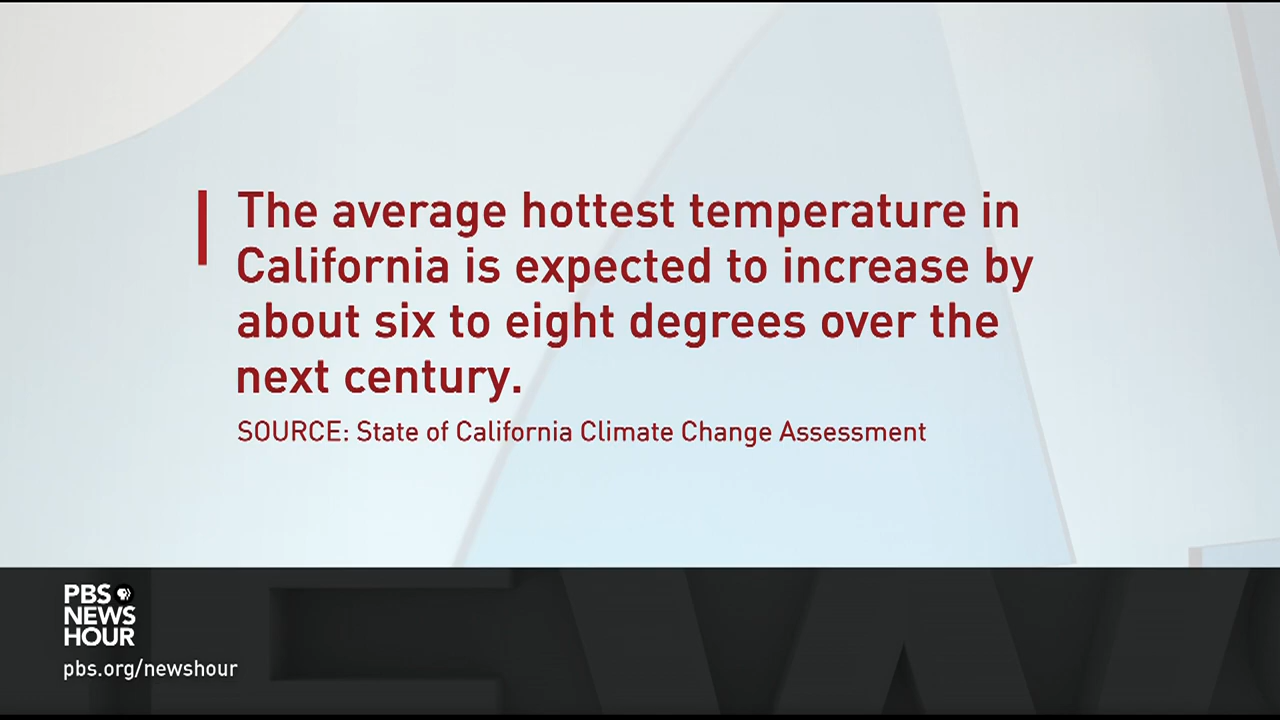 The average hottest temperature in
California is expected to increase by
about six to eight degrees over the
next century.
SOURCE: State of California Climate Change Assessment
PBS
NEWS
HOUR
pbs.org/newshour